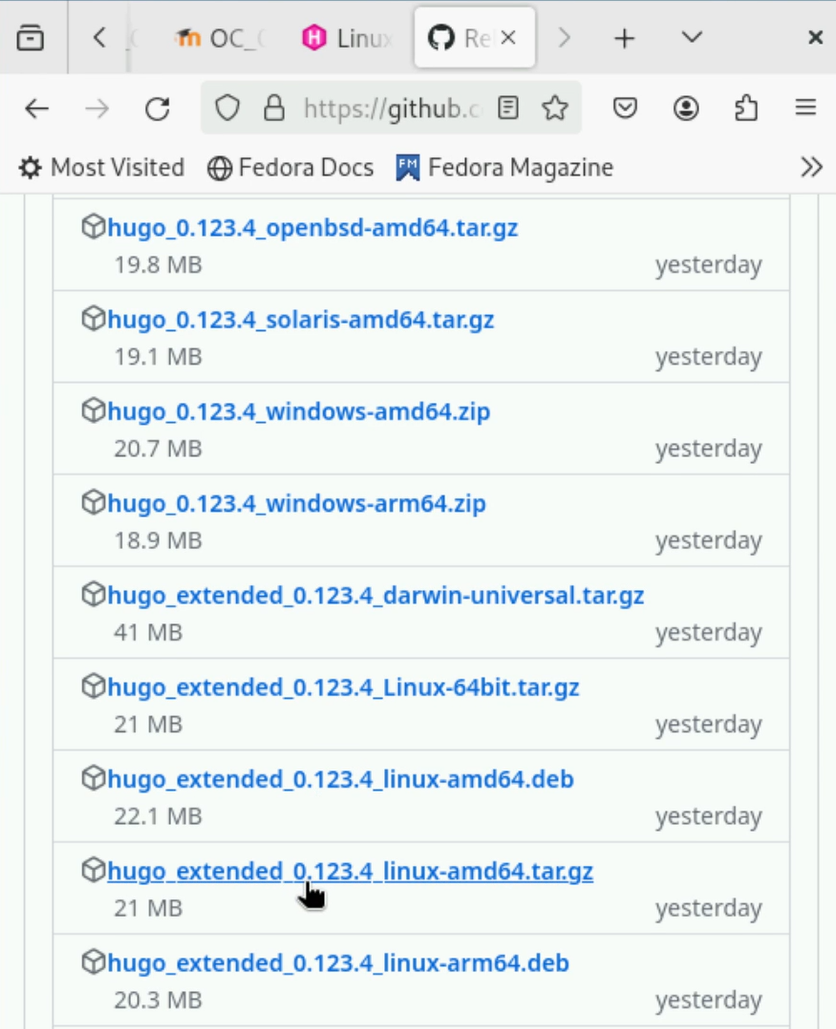 OC_
Linux
Re
https://github.c
Most Visited Fedora Docs FM Fedora Magazine
hugo_0.123.4_openbsd-amd64.tar.gz
19.8 MB yesterday
hugo_0.123.4_solaris-amd64.tar.gz
19.1 MB yesterday
hugo_0.123.4_windows-amd64.zip
20.7 MB yesterday
hugo_0.123.4_windows-arm64.zip
18.9 MB yesterday
hugo_extended_0.123.4_darwin-universal.tar.gz
41 MB yesterday
hugo_extended_0.123.4_Linux-64bit.tar.gz
21 MB yesterday
hugo_extended_0.123.4_linux-amd64.deb
22.1 MB yesterday
hugo_extended_0.123.4_linux-amd64.tar.gz
21 MB yesterday
hugo_extended_0.123.4_linux-arm64.deb
20.3 MB yesterday